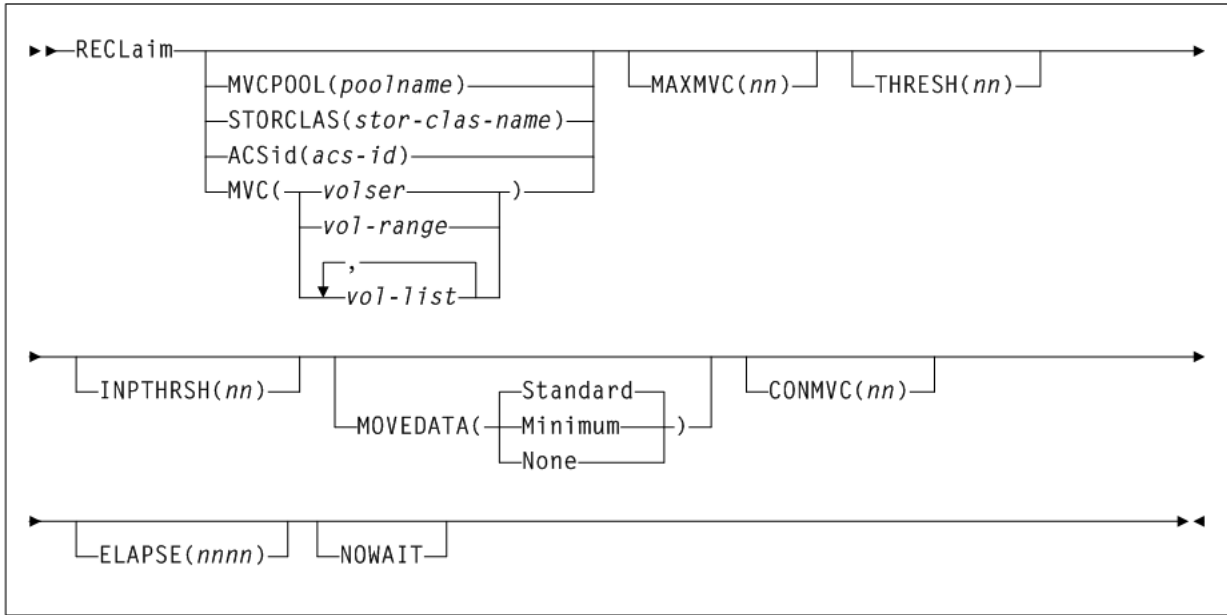 RECLaim
MVCPOOL(poolname) MAXMVC(nn) THRESH(nn)
STORCLAS(stor-clas-name)
ACSid(acs-id)
MVC( volser )
vol-range
,
vol-list
INPTHRSH(nn) Standard CONMVC(nn)
MOVEDATA( Minimum )
None
ELAPSE(nnnn) NOWAIT